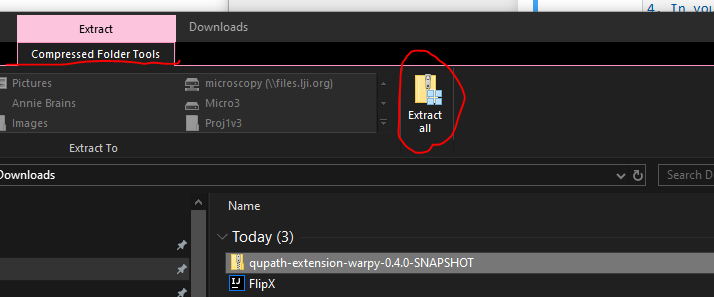 4. In you
Extract
Downloads
Compressed Folder Tools
Pictures
microscopy (\\files.lji.org)
Annie Brains
Micro3
Images
Proj1v3
Extract
all
Extract To
Downloads
Search D
Name
Today (3)
qupath-extension-warpy-0.4.0-SNAPSHOT
IJ
FlipX